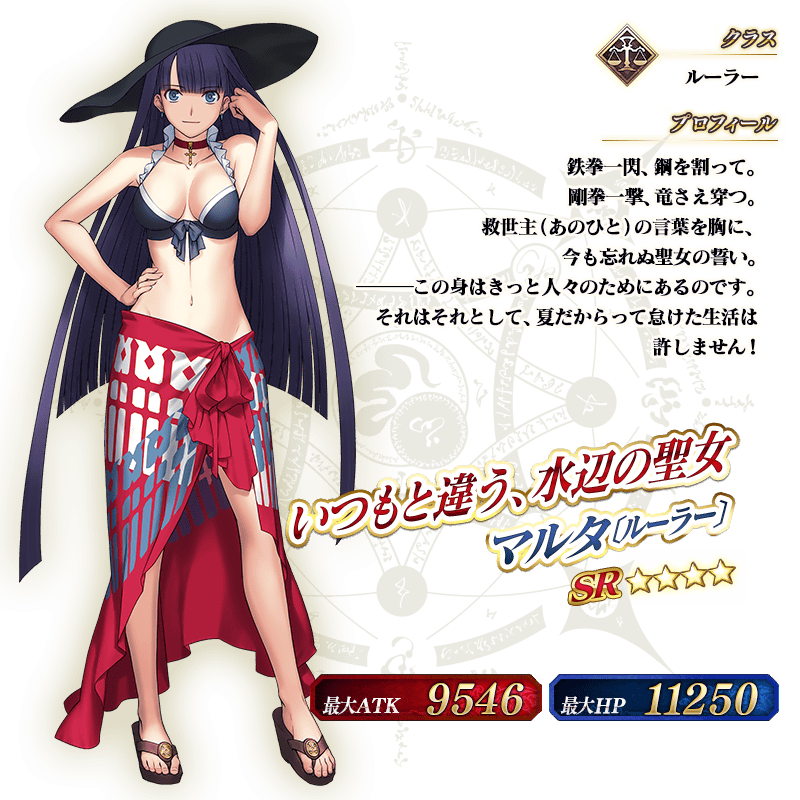 クラス
ルーラー
プロフィール
鉄拳一閃、鋼を割って。
剛拳一撃、竜さえ穿つ。
救世主（あのひと）の言葉を胸に、
今も忘れぬ聖女の誓い。
―――この身はきっと人々のためにあるのです。
それはそれとして、夏だからって怠けた生活は
許しません！
いつもと違う、水辺の聖女
マルタ〔ルーラー〕
SR ☆☆☆☆
最大ATK 9546
最大HP 11250